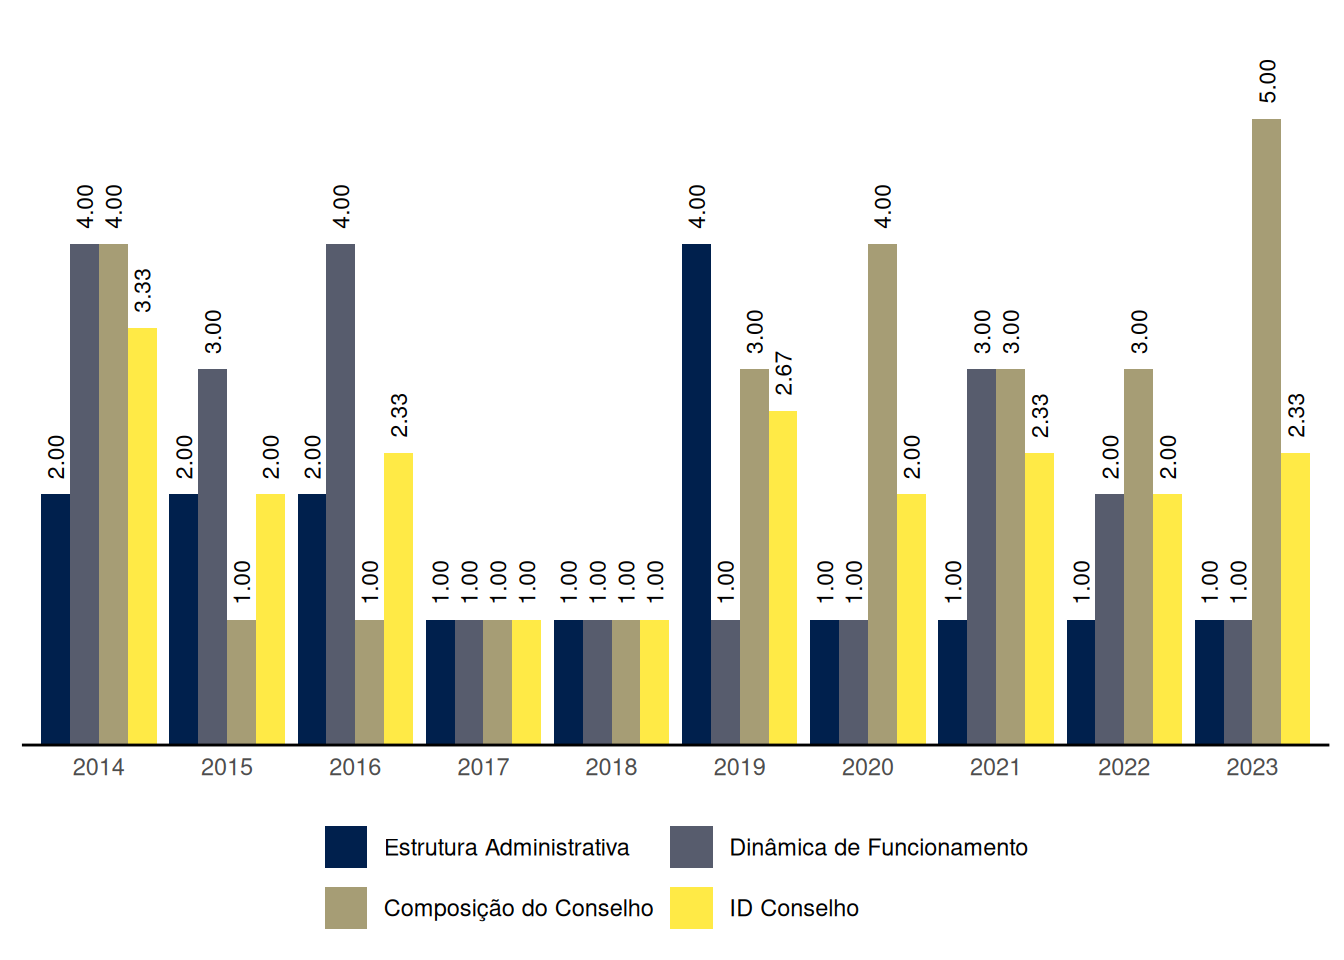 5.00
4.00 4.00 4.00 4.00 4.00
3.33 3.00 3.00 3.00 3.00 3.00
2.67
2.33 2.33 2.33
2.00 2.00 2.00 2.00 2.00 2.00 2.00
1.00 1.00 1.00 1.00 1.00 1.00 1.00 1.00 1.00 1.00 1.00 1.00 1.00 1.00 1.00 1.00 1.00
2014 2015 2016 2017 2018 2019 2020 2021 2022 2023
Estrutura Administrativa Dinâmica de Funcionamento
Composição do Conselho ID Conselho